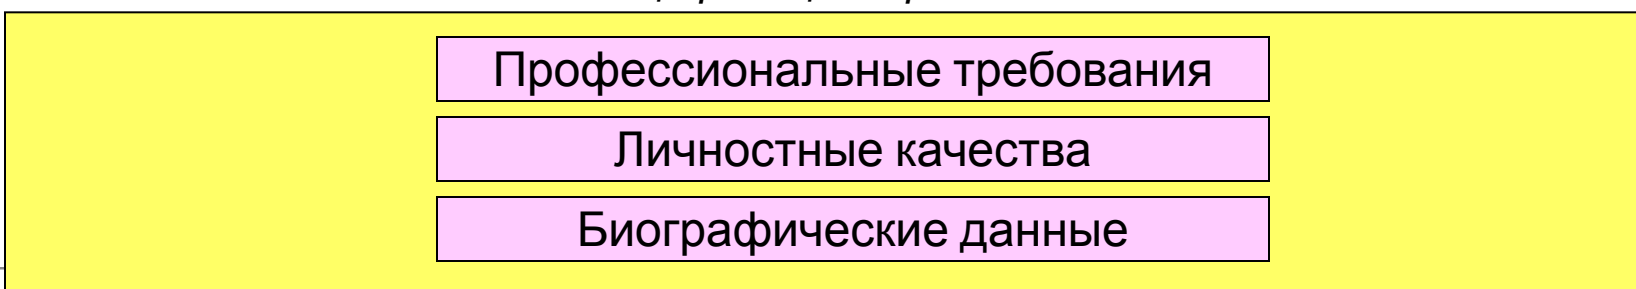 Профессиональные требования
Личностные качества
Биографические данные